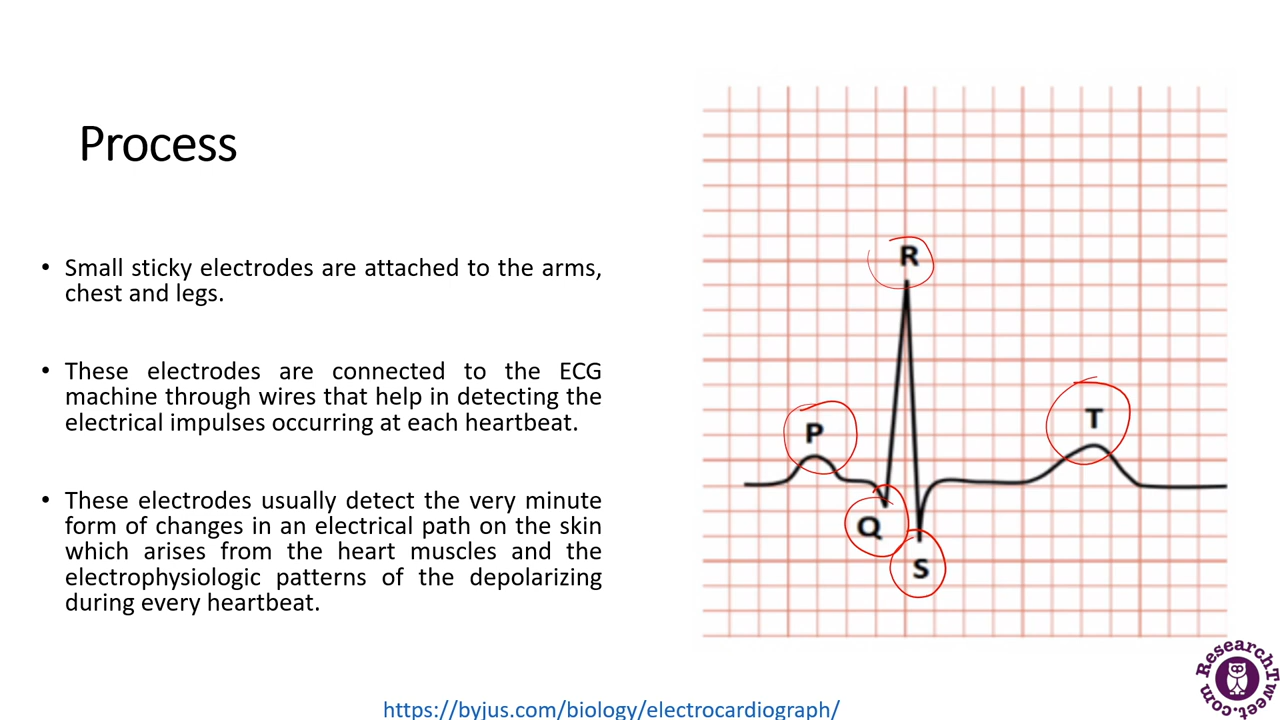 Process
• Small sticky electrodes are attached to the arms,
chest and legs.
• These electrodes are connected to the ECG
machine through wires that help in detecting the
electrical impulses occurring at each heartbeat.
• These electrodes usually detect the very minute
form of changes in an electrical path on the skin
which arises from the heart muscles and the
electrophysiologic patterns of the depolarizing
during every heartbeat.
R
P
T
Q
S
https://byjus.com/biology/electrocardiograph/
ResearchTweet.com